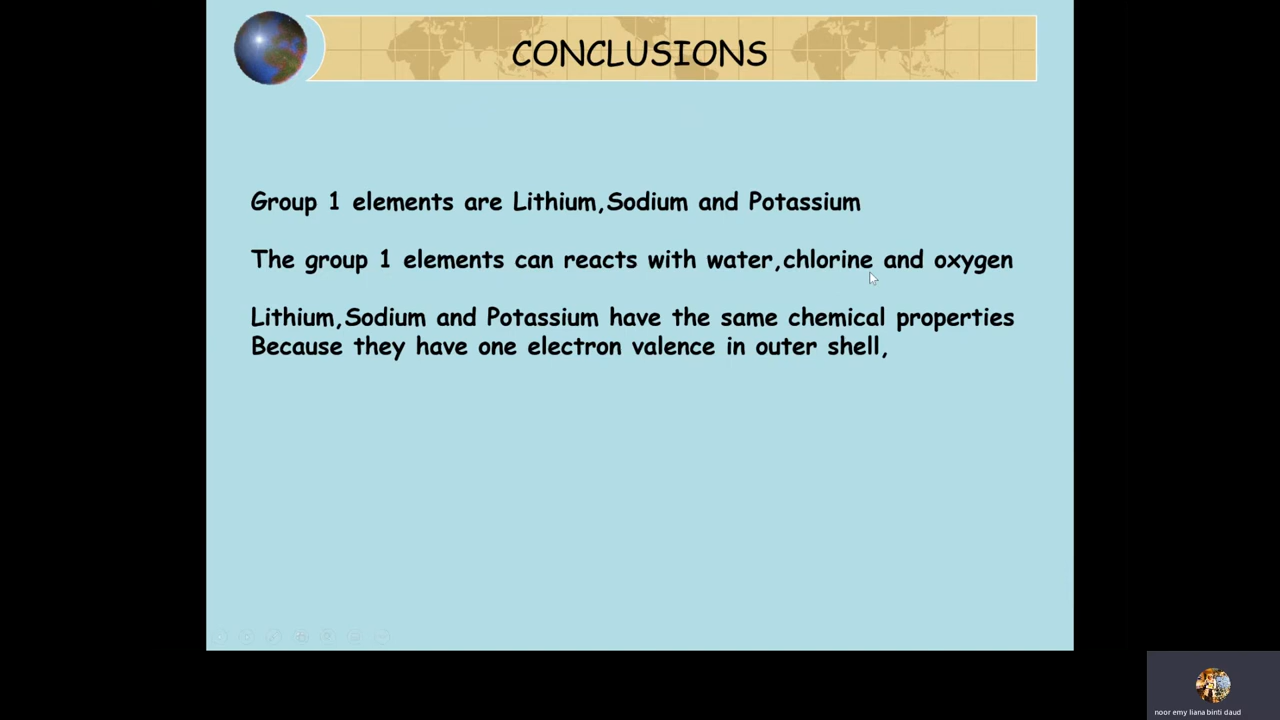 CONCLUSIONS
Group 1 elements are Lithium,Sodium and Potassium
The group 1 elements can reacts with water,chlorine and oxygen
Lithium,Sodium and Potassium have the same chemical properties
Because they have one electron valence in outer shell,
noor emy liana binti daud